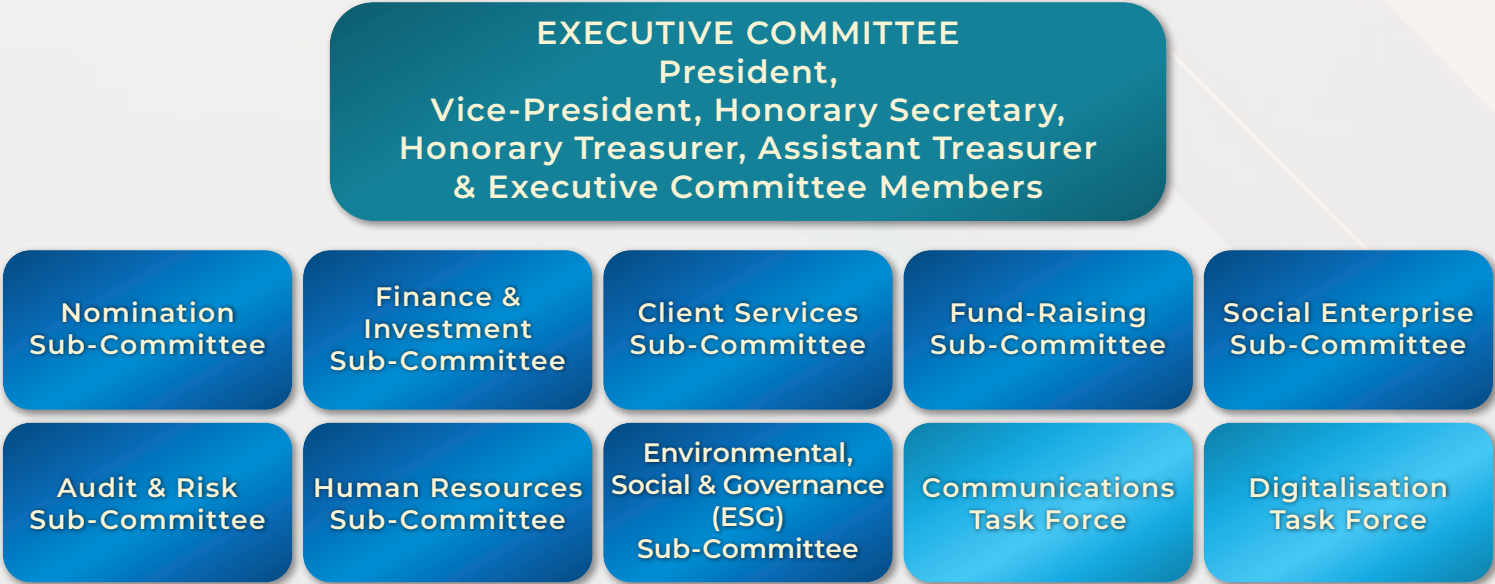 EXECUTIVE COMMITTEE
President,
Vice-President, Honorary Secretary,
Honorary Treasurer, Assistant Treasurer
& Executive Committee Members
Nomination
Sub-Committee
Finance &
Investment
Sub-Committee
Client Services
Sub-Committee
Fund-Raising
Sub-Committee
Social Enterprise
Sub-Committee
Audit & Risk
Sub-Committee
Human Resources
Sub-Committee
Environmental,
Social & Governance
(ESG)
Sub-Committee
Communications
Task Force
Digitalisation
Task Force